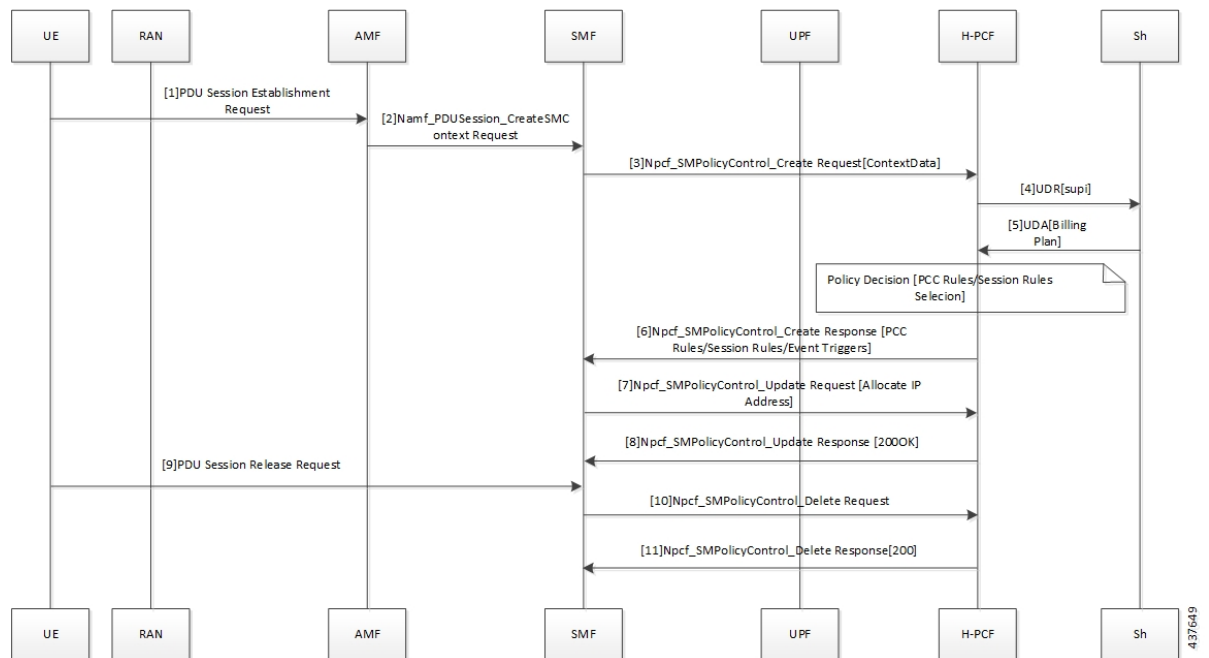 UE
RAN
AMF
SMF
UPF
H-PCF
Sh
[1]PDU Session Establishment
Request
[2]Namf_PDUSession_CreateSMC
ontext Request
[3]Npcf_SMPolicyControl_Create Request[ContextData]
[4]UDR[supi]
[5]UDA[Billing
Plan]
Policy Decision [PCC Rules/Session Rules
Selecion]
[6]Npcf_SMPolicyControl_Create Response [PCC
Rules/Session Rules/Event Triggers]
[7]Npcf_SMPolicyControl_Update Request [Allocate IP
Address]
[8]Npcf_SMPolicyControl_Update Response [200OK]
[9]PDU Session Release Request
[10]Npcf_SMPolicyControl_Delete Request
[11]Npcf_SMPolicyControl_Delete Response[200]
UE
RAN
AMF
SMF
UPF
H-PCF
Sh
437649